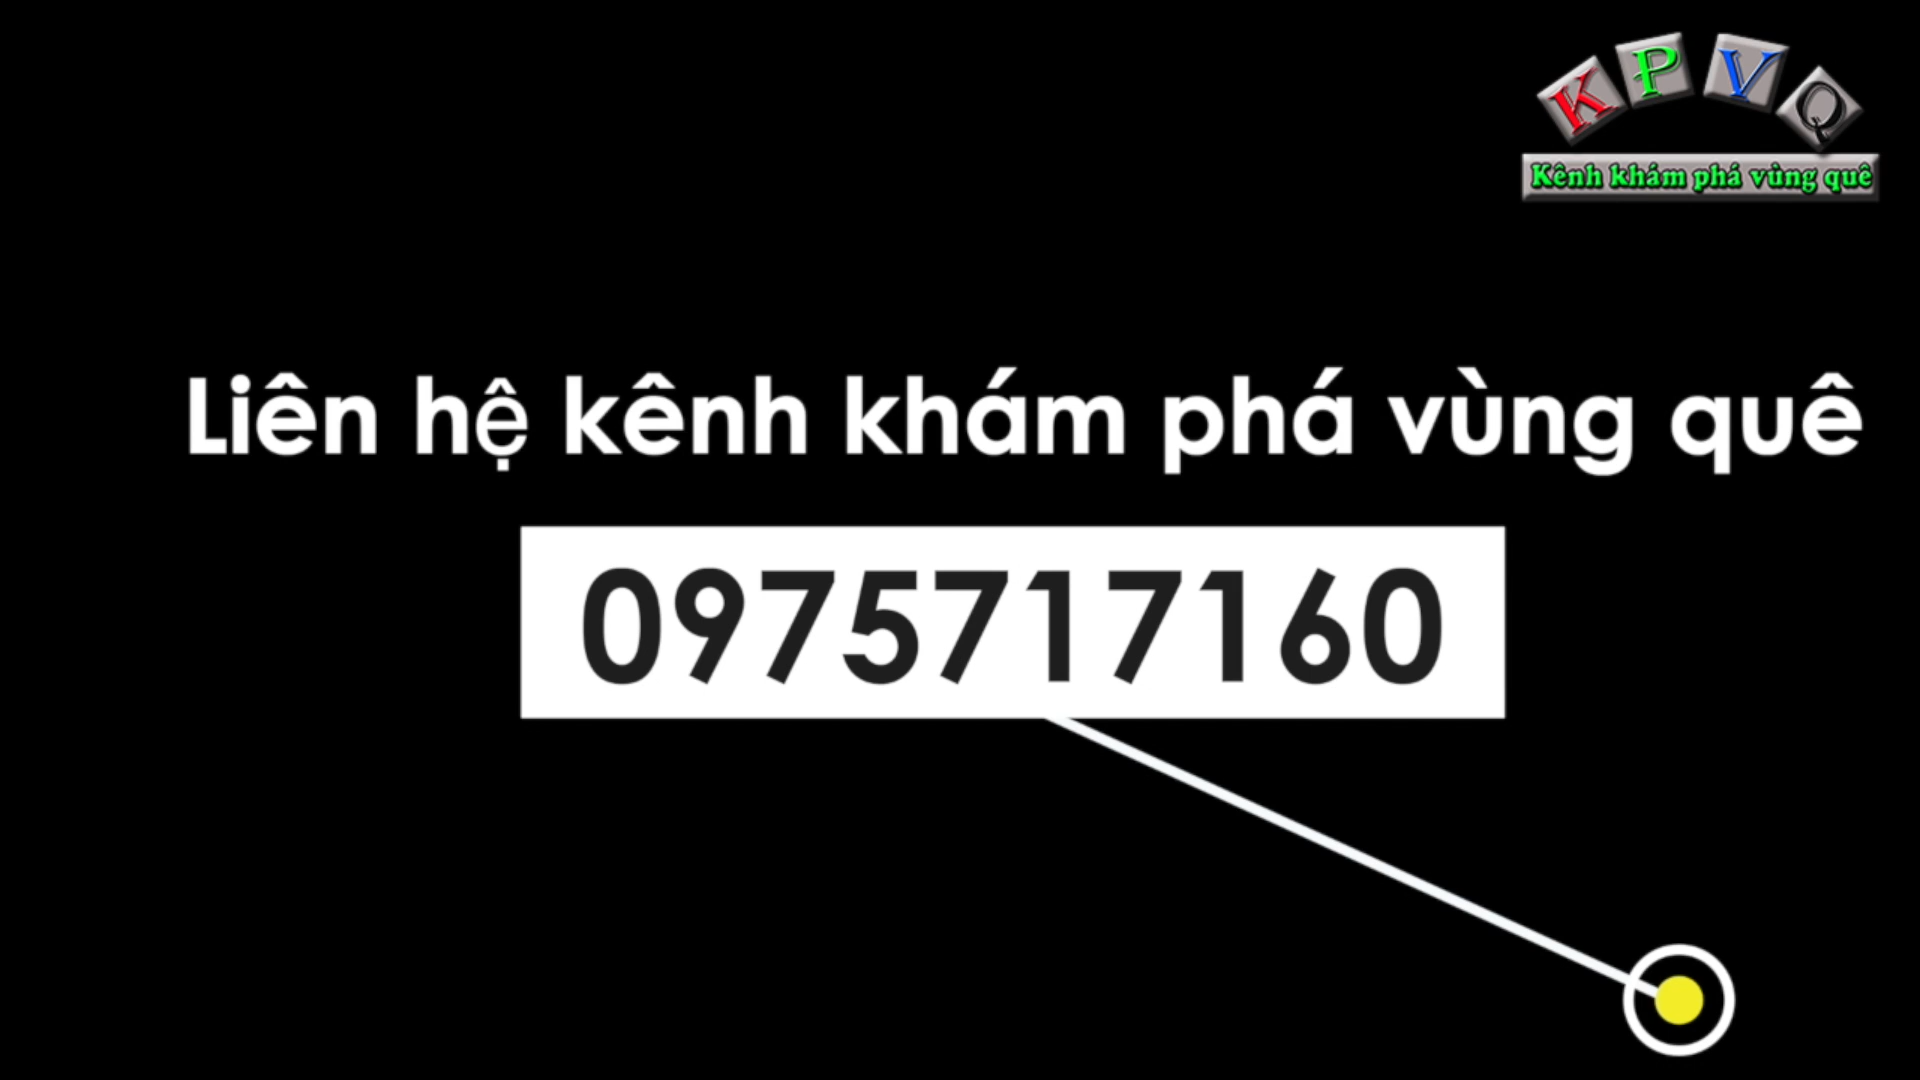 KPVQ
Kênh khám phá vùng quê
Liên hệ kênh khám phá vùng quê
0975717160